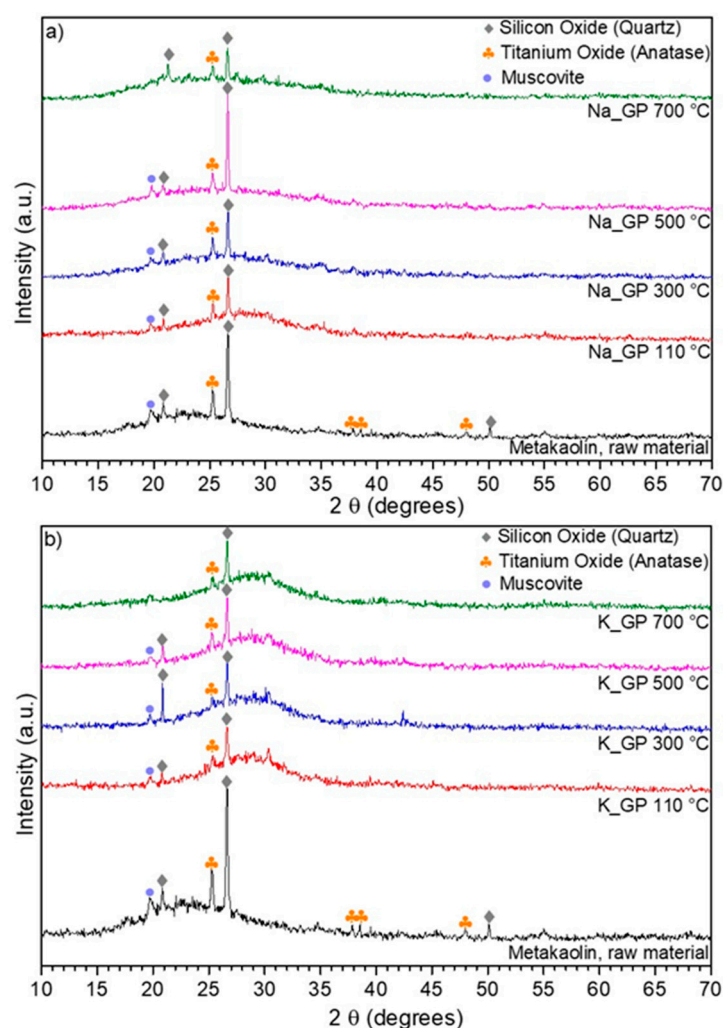 a)
Silicon Oxide (Quartz)
Titanium Oxide (Anatase)
Muscovite
Na_GP 700 °C
Na_GP 500 °C
Na_GP 300 °C
Na_GP 110 °C
Metakaolin, raw material
Intensity (a.u.)
10 15 20 25 30 35 40 45 50 55 60 65 70
2 θ (degrees)
b)
Silicon Oxide (Quartz)
Titanium Oxide (Anatase)
Muscovite
K_GP 700 °C
K_GP 500 °C
K_GP 300 °C
K_GP 110 °C
Metakaolin, raw material
Intensity (a.u.)
10 15 20 25 30 35 40 45 50 55 60 65 70
2 θ (degrees)